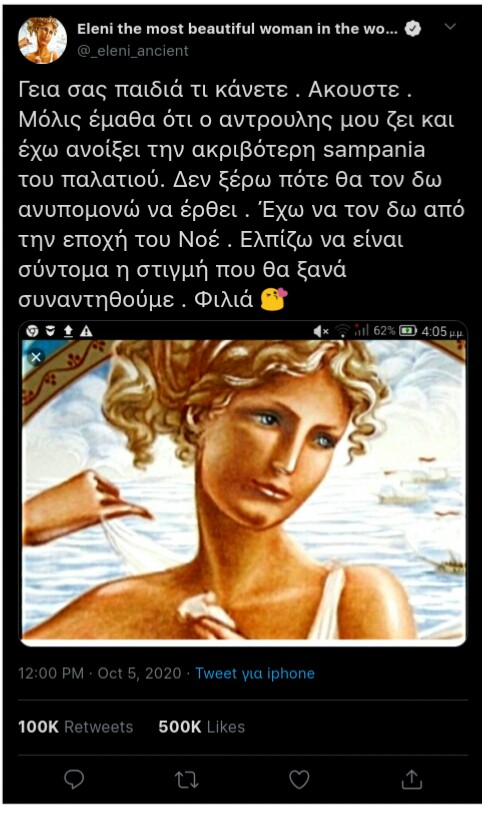 Eleni the most beautiful woman in the wo...
@_eleni_ancient
Γεια σας παιδιά τι κάνετε . Ακουστε .
Μόλις έμαθα ότι ο αντρουλης μου ζει και
έχω ανοίξει την ακριβότερη sampania
του παλατιού. Δεν ξέρω πότε θα τον δω
ανυπομονώ να έρθει . Έχω να τον δω από
την εποχή του Νοέ . Ελπίζω να είναι
σύντομα η στιγμή που θα ξανά
συναντηθούμε . Φιλιά 😘
62% 4:05 μ.μ.
12:00 PM · Oct 5, 2020 · Tweet για iphone
100K Retweets 500K Likes